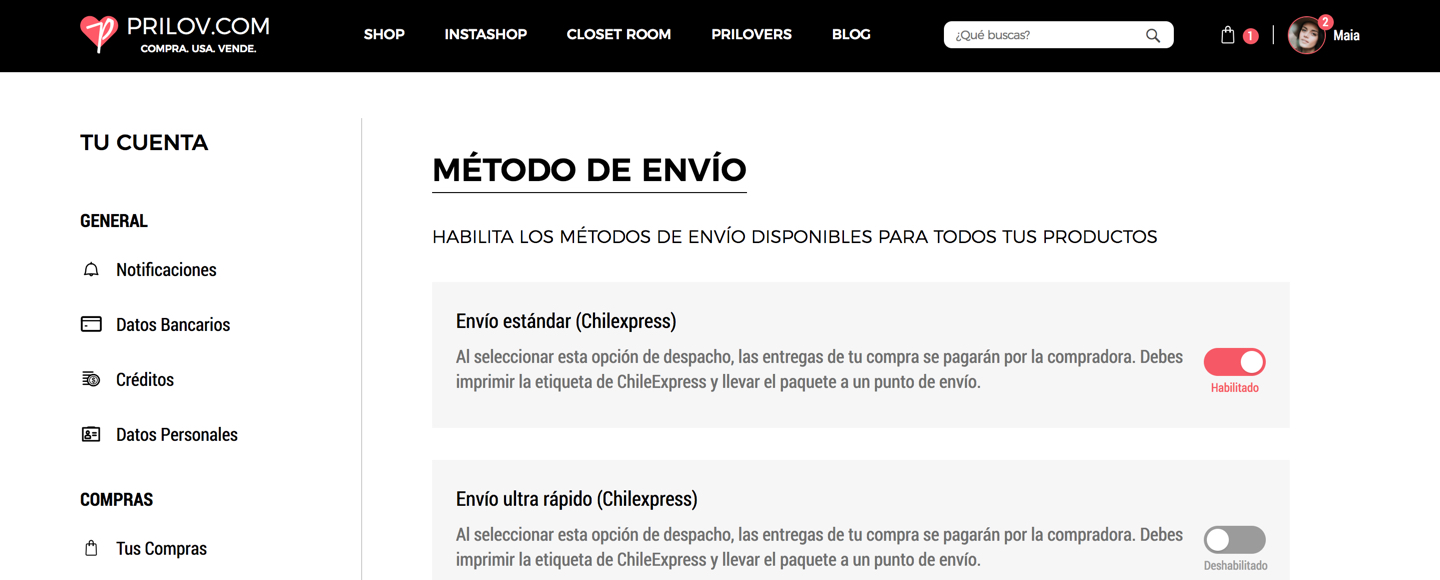 PRILOV.COM
COMPRA. USA. VENDE.
SHOP
INSTASHOP
CLOSET ROOM
PRILOVERS
BLOG
¿Qué buscas?
1
2
Maia
TU CUENTA
GENERAL
Notificaciones
Datos Bancarios
Créditos
Datos Personales
COMPRAS
Tus Compras
MÉTODO DE ENVÍO
HABILITA LOS MÉTODOS DE ENVÍO DISPONIBLES PARA TODOS TUS PRODUCTOS
Envío estándar (Chilexpress)
Al seleccionar esta opción de despacho, las entregas de tu compra se pagarán por la compradora. Debes
imprimir la etiqueta de ChileExpress y llevar el paquete a un punto de envío.
Habilitado
Envío ultra rápido (Chilexpress)
Al seleccionar esta opción de despacho, las entregas de tu compra se pagarán por la compradora. Debes
imprimir la etiqueta de ChileExpress y llevar el paquete a un punto de envío.
Deshabilitado